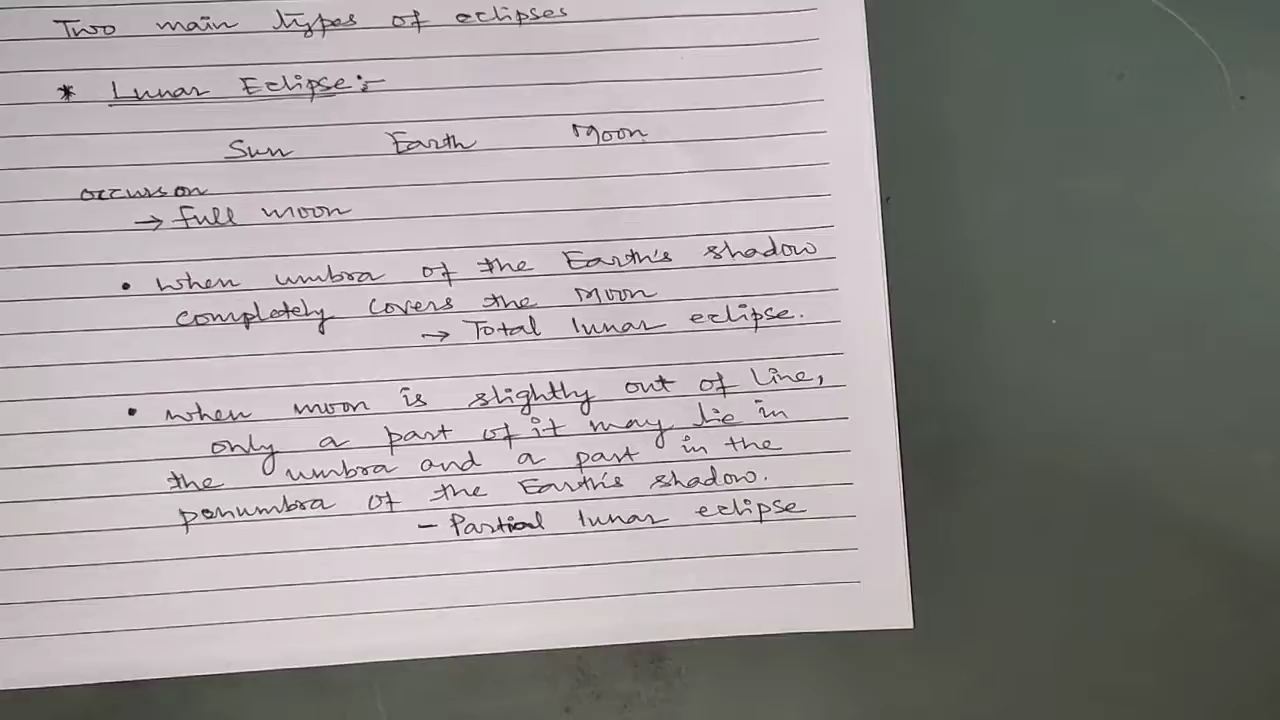 Two main types of eclipses
* Lunar Eclipse :-
Sun Earth Moon
occurs on
→ full moon
• when umbra of the Earth's shadow
completely covers the Moon
→ Total lunar eclipse.
• when moon is slightly out of line,
only a part of it may lie in
the umbra and a part in the
penumbra of the Earth's shadow.
- Partial lunar eclipse